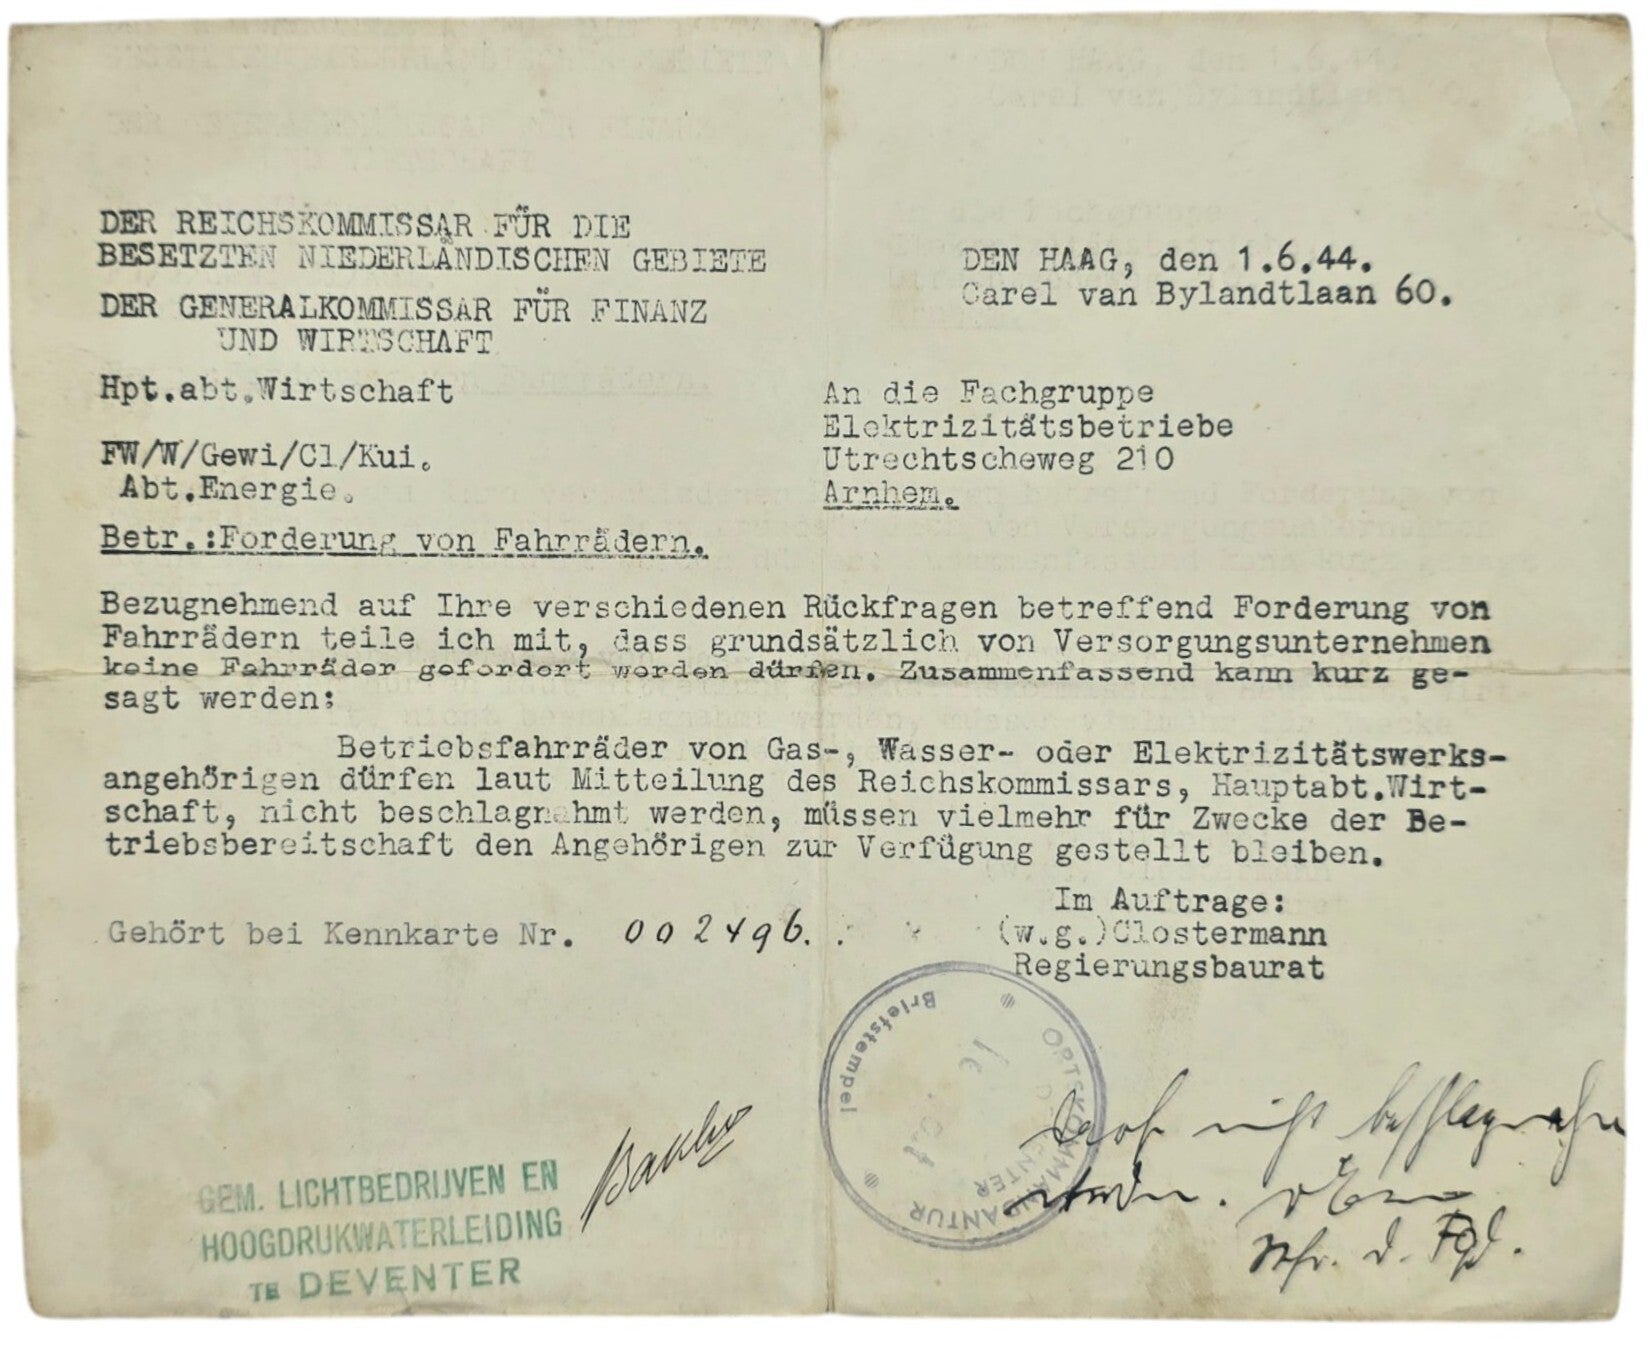 DER REICHSKOMMISSAR FÜR DIE
BESETZTEN NIEDERLÄNDISCHEN GEBIETE
DER GENERALKOMMISSAR FÜR FINANZ
UND WIRTSCHAFT
Hpt.abt.Wirtschaft
FW/W/Gewi/Cl/Kui.
Abt.Energie.
DEN HAAG, den 1.6.44.
Carel van Bylandtlaan 60.
An die Fachgruppe
Elektrizitätsbetriebe
Utrechtscheweg 210
Arnhem.
Betr.:Forderung von Fahrrädern.
Bezugnehmend auf Ihre verschiedenen Rückfragen betreffend Forderung von
Fahrrädern teile ich mit, dass grundsätzlich von Versorgungsunternehmen
keine Fahrräder gefordert werden dürfen. Zusammenfassend kann kurz ge-
sagt werden:
Betriebsfahrräder von Gas-, Wasser- oder Elektrizitätswerks-
angehörigen dürfen laut Mitteilung des Reichskommissars, Hauptabt.Wirt-
schaft, nicht beschlagnahmt werden, müssen vielmehr für Zwecke der Be-
triebsbereitschaft den Angehörigen zur Verfügung gestellt bleiben.
Im Auftrage:
(w.g.)Clostermann
Regierungsbaurat
Gehört bei Kennkarte Nr. 002496.
ORTSKOMMANDANTUR
DEVENTER
Briefstempel
Darf nicht beschlagnahm
werden.
GEM. LICHTBEDRIJVEN EN
HOOGDRUKWATERLEIDING
TE DEVENTER